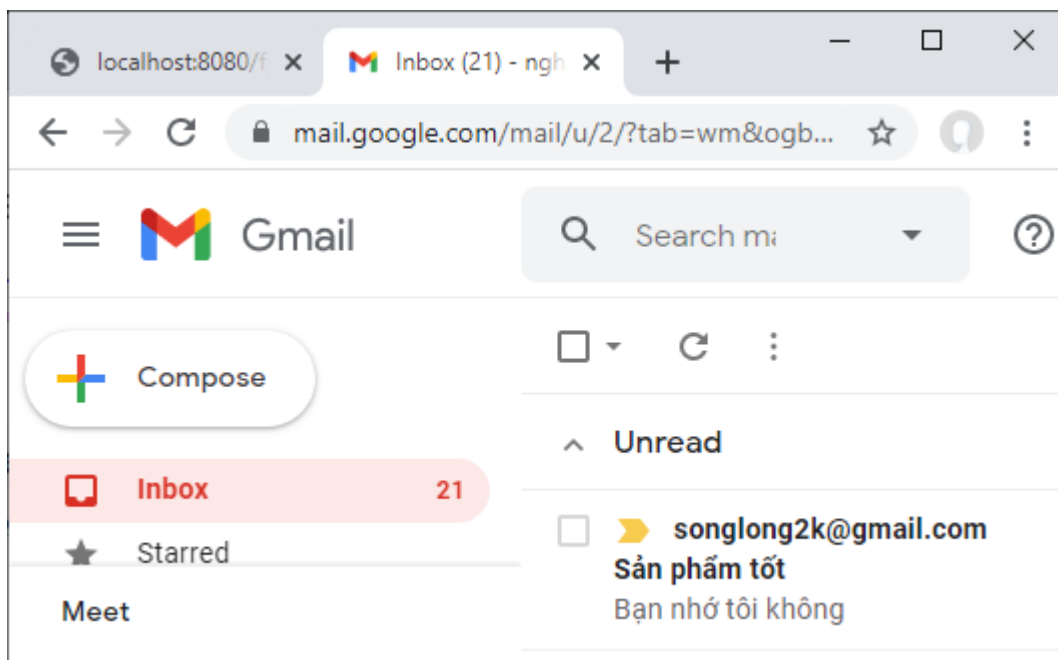 localhost:8080/f
Inbox (21) - ngh
mail.google.com/mail/u/2/?tab=wm&ogb...
Gmail
Search ma
Compose
Unread
Inbox 21
songlong2k@gmail.com
Starred
Sản phẩm tốt
Bạn nhớ tôi không
Meet